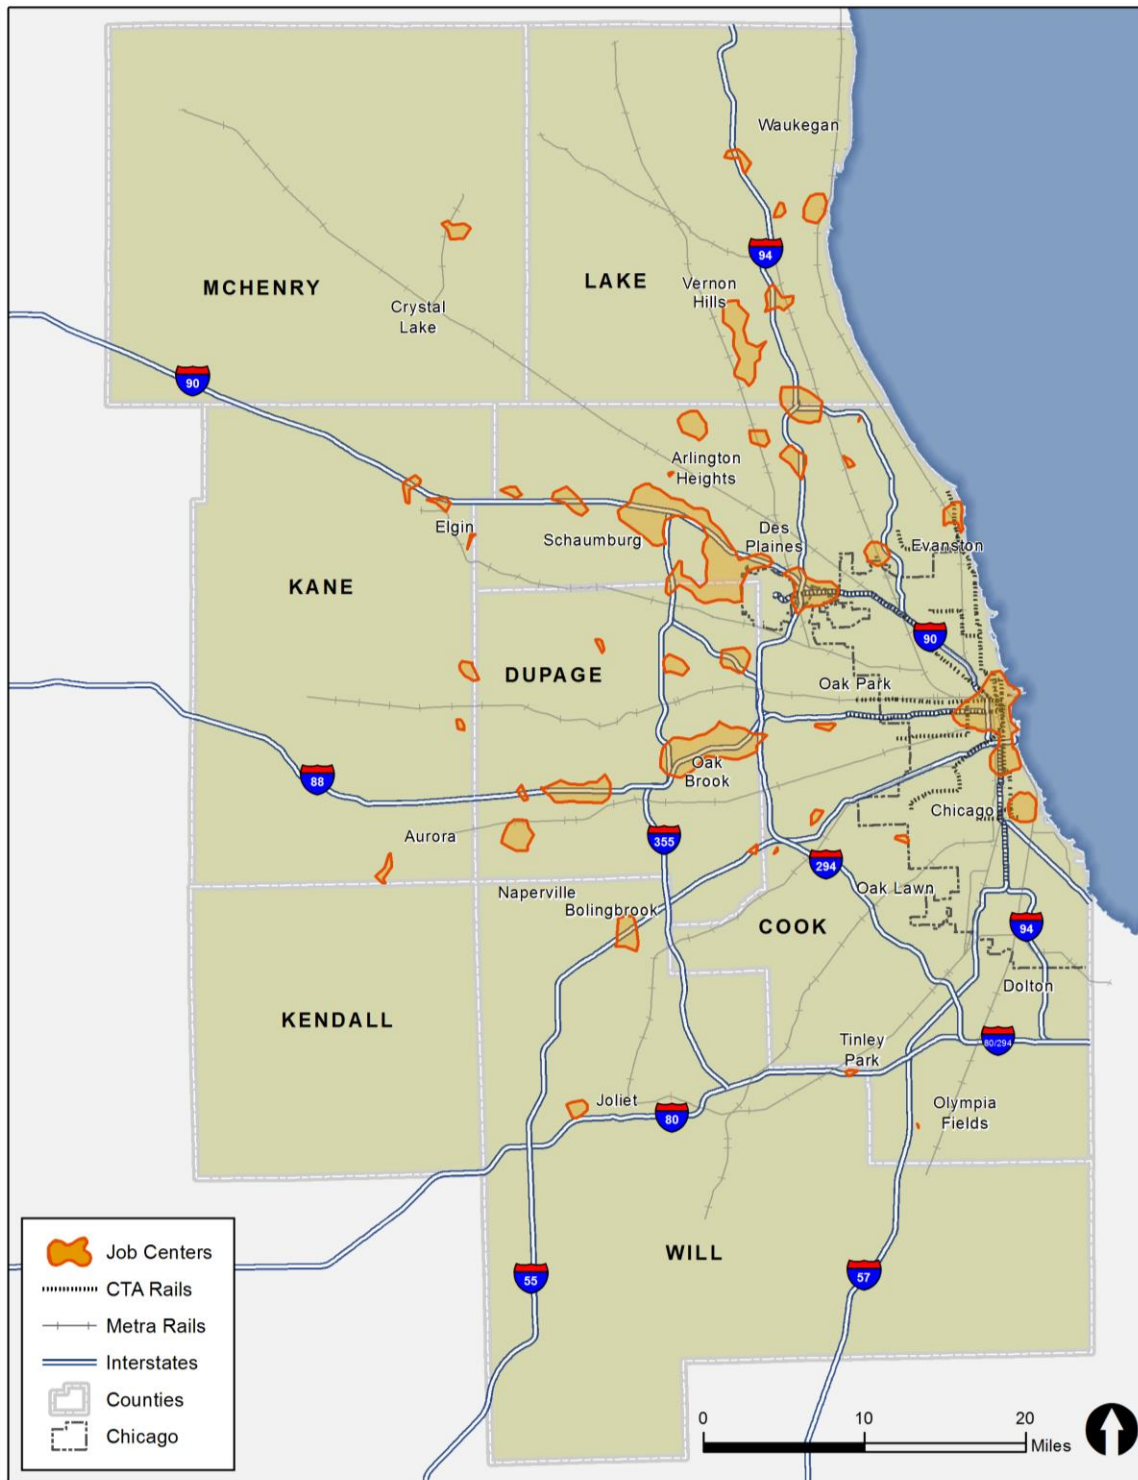 Waukegan
94
MCHENRY
LAKE
Vernon
Hills
Crystal
Lake
90
Arlington
Heights
Elgin
Schaumburg
Des
Plaines
Evanston
KANE
90
DUPAGE
Oak Park
88
Oak
Brook
Chicago
Aurora
355
294
Naperville
Oak Lawn
Bolingbrook
COOK
94
Dolton
KENDALL
Tinley
Park
80/294
Joliet
80
Olympia
Fields
WILL
55
57
Job Centers
CTA Rails
Metra Rails
Interstates
Counties
Chicago
0 10 20
Miles